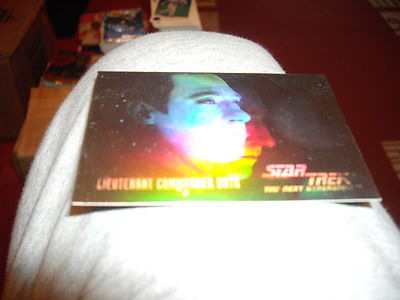 LIEUTENANT COMMANDER DATA
STAR
TREK
THE NEXT GENERATION